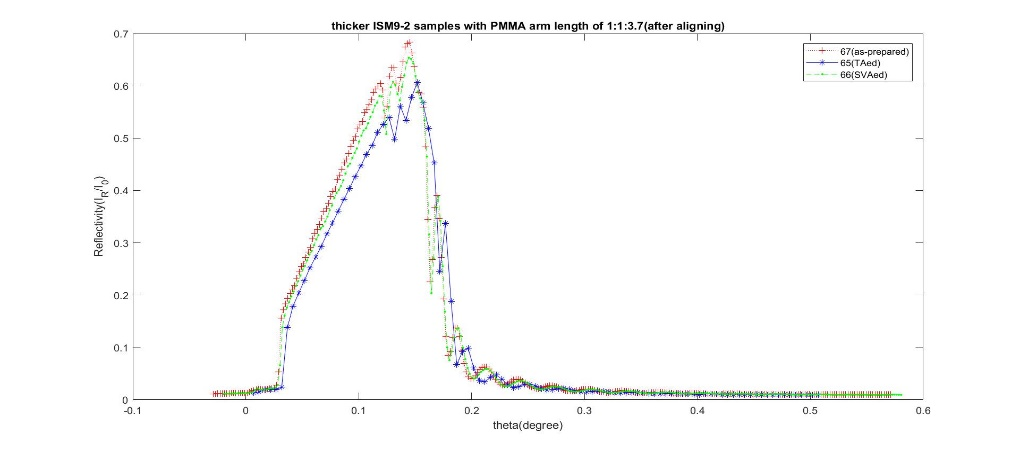 thicker ISM9-2 samples with PMMA arm length of 1:1:3.7(after aligning)
0.7
0.6
0.5
0.4
0.3
0.2
0.1
0
Reflectivity(I_R/I_0)
67(as-prepared)
65(TAed)
66(SVAed)
-0.1 0 0.1 0.2 0.3 0.4 0.5 0.6
theta(degree)